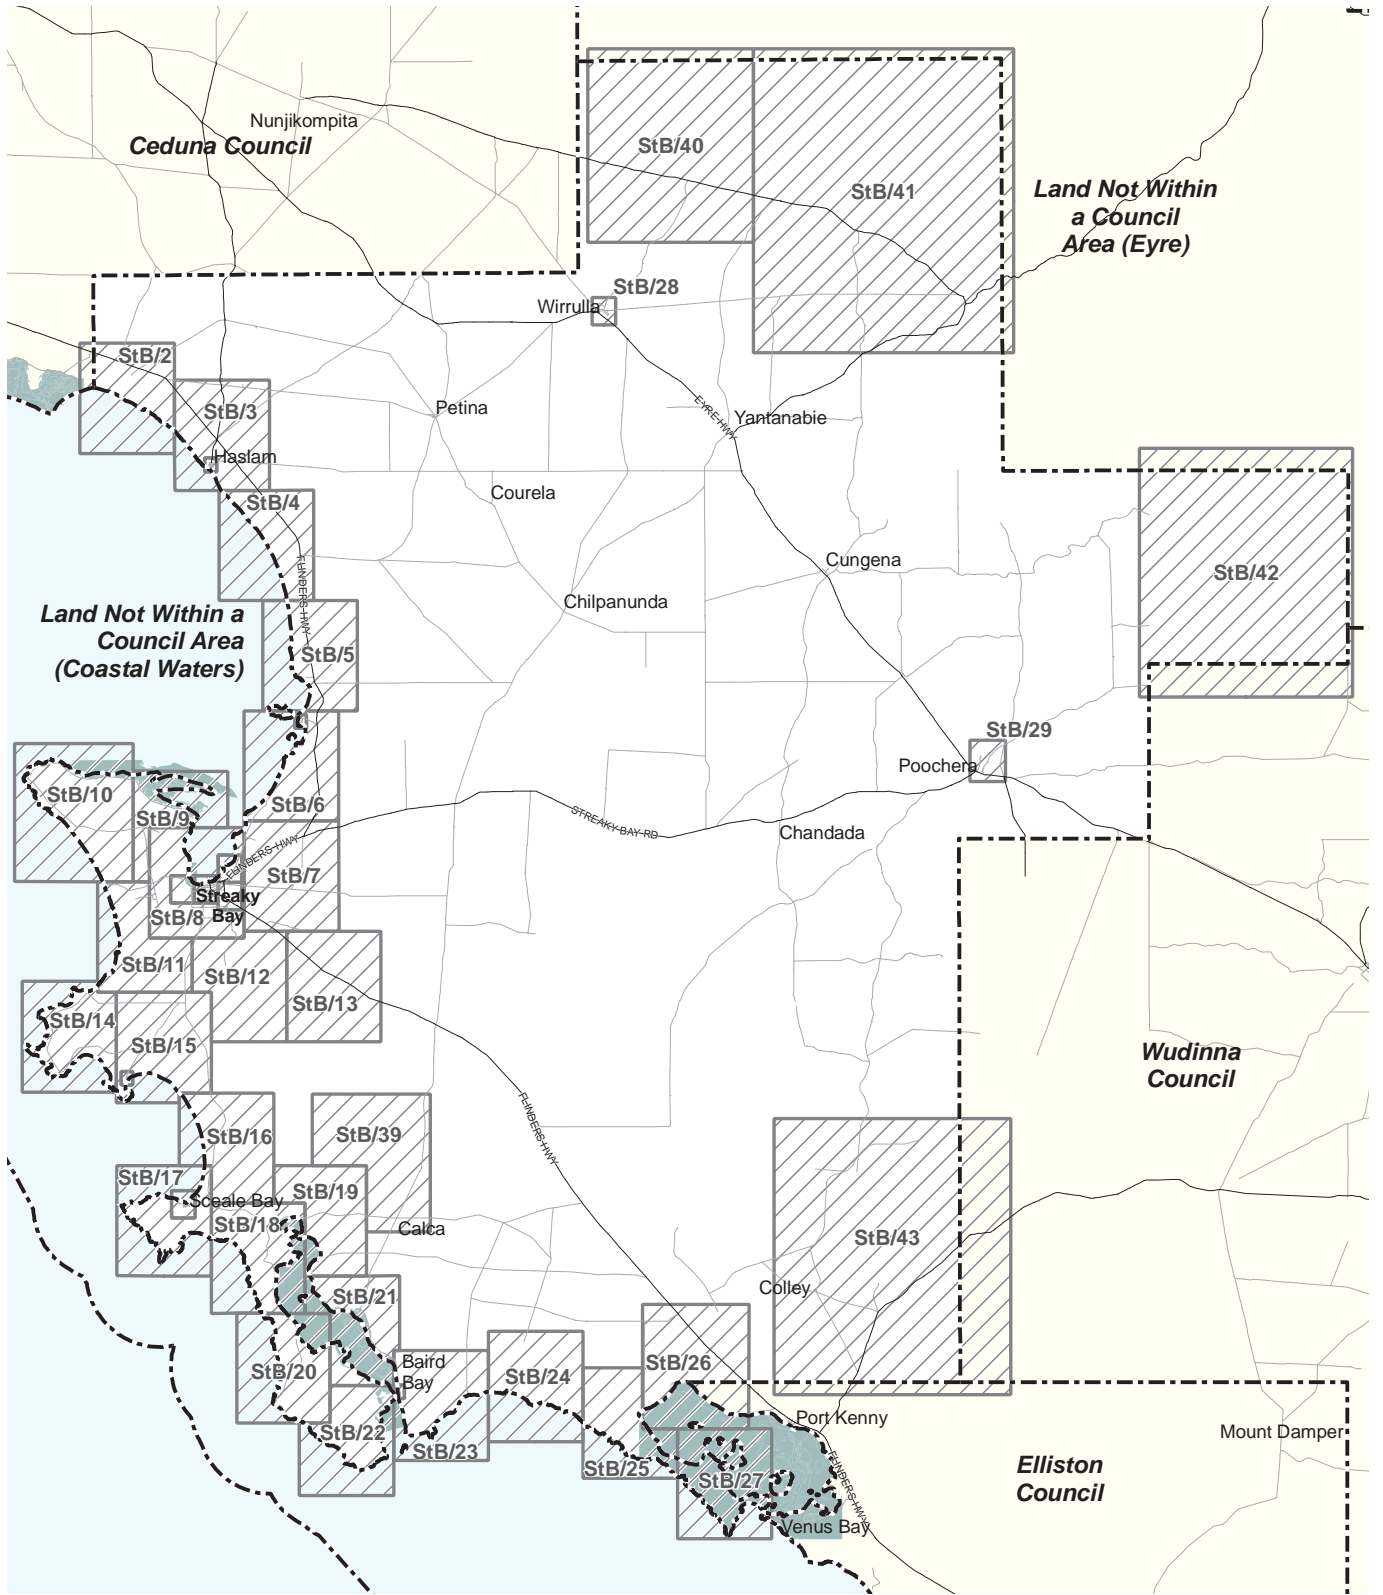 Nunjikompita
Ceduna Council
StB/40
StB/41
Land Not Within
a Council
Area (Eyre)
StB/28
Wirrulla
StB/2
StB/3
Petina
EYRE HWY
Yantanabie
Haslam
StB/4
Courela
FLINDERS HWY
Cungena
StB/42
Chilpanunda
Land Not Within a
Council Area
(Coastal Waters)
StB/5
StB/29
Poochera
StB/10
StB/9
StB/6
STREAKY BAY RD
Chandada
FLINDERS HWY
StB/7
Streaky
Bay
StB/8
StB/11
StB/12
StB/13
StB/14
StB/15
Wudinna
Council
FLINDERS HWY
StB/16
StB/39
StB/17
StB/19
Sceale Bay
StB/18
Calca
StB/43
Colley
StB/21
StB/20
Baird
Bay
StB/26
StB/24
Port Kenny
StB/22
StB/23
StB/25
StB/27
FLINDERS HWY
Mount Damper
Elliston
Council
Venus Bay